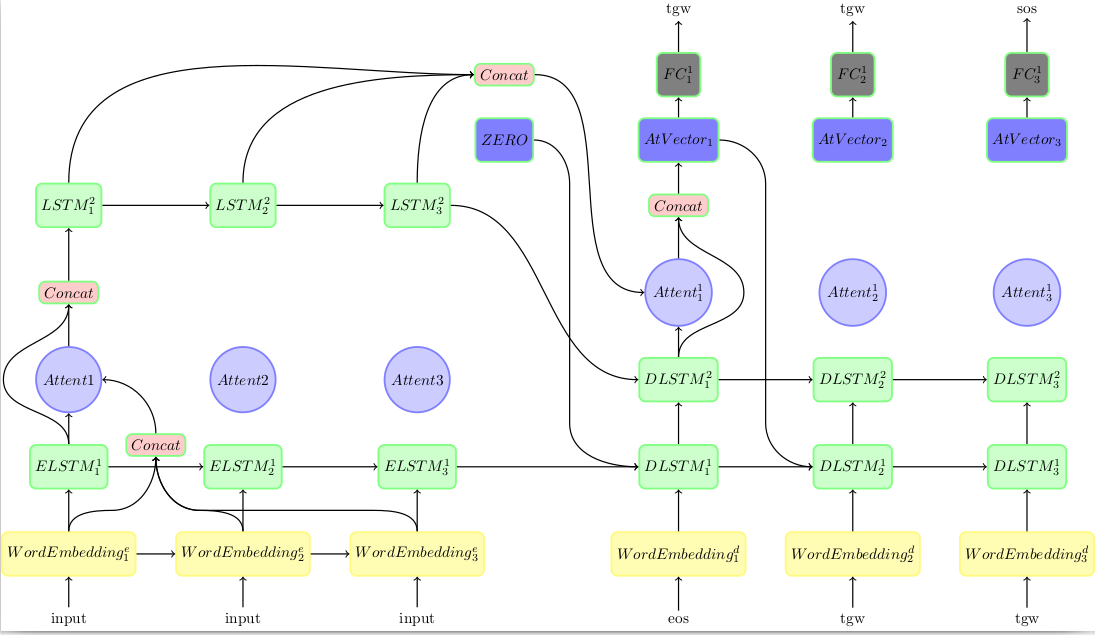 tgw tgw sos
Concat FC_1^1 FC_2^1 FC_3^1
ZERO AtVector_1 AtVector_2 AtVector_3
LSTM_1^2 LSTM_2^2 LSTM_3^2 Concat
Concat Attent_1^1 Attent_2^1 Attent_3^1
Attent1 Attent2 Attent3 DLSTM_1^2 DLSTM_2^2 DLSTM_3^2
Concat
ELSTM_1^1 ELSTM_2^1 ELSTM_3^1 DLSTM_1^1 DLSTM_2^1 DLSTM_3^1
WordEmbedding_1^e WordEmbedding_2^e WordEmbedding_3^e WordEmbedding_1^d WordEmbedding_2^d WordEmbedding_3^d
input input input eos tgw tgw